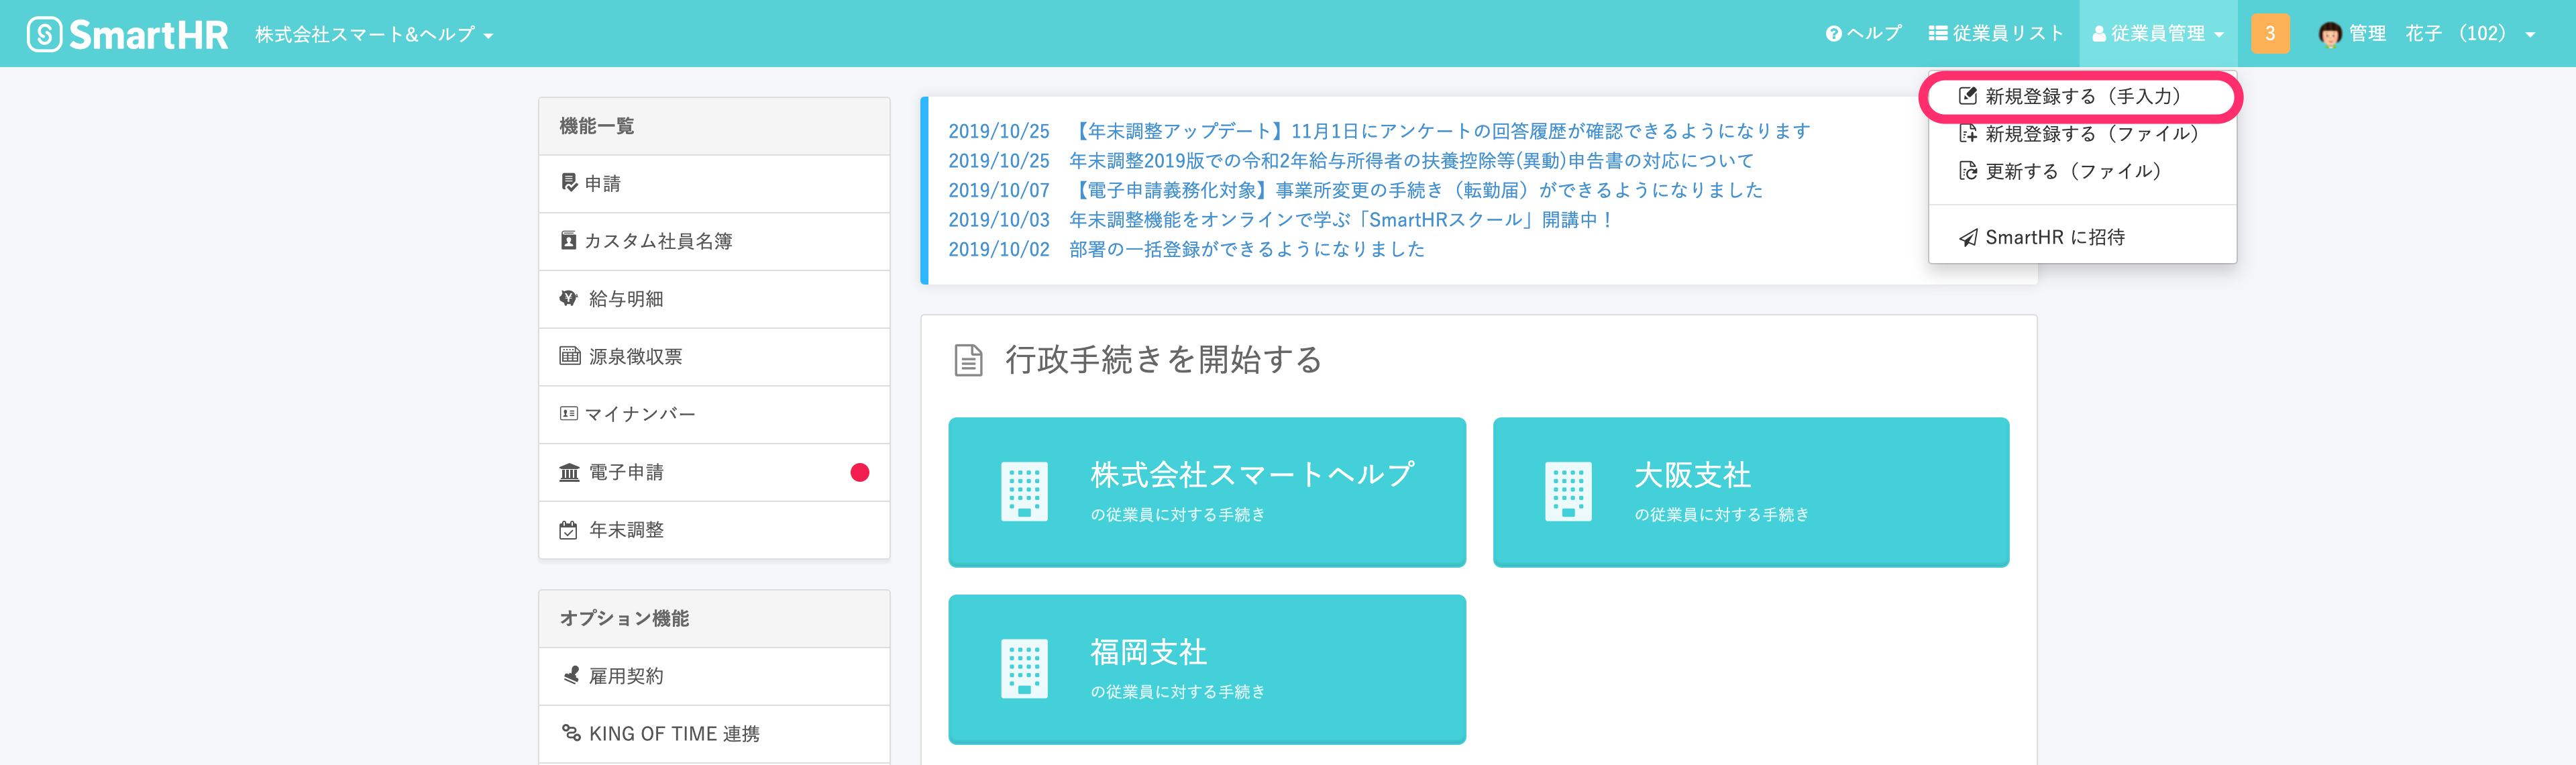 SmartHR 株式会社スマート&ヘルプ
ヘルプ 従業員リスト 従業員管理 3 管理 花子 （102）
新規登録する（手入力）
新規登録する（ファイル）
更新する（ファイル）
SmartHR に招待
機能一覧
申請
カスタム社員名簿
給与明細
源泉徴収票
マイナンバー
電子申請
年末調整
オプション機能
雇用契約
KING OF TIME 連携
2019/10/25 【年末調整アップデート】11月1日にアンケートの回答履歴が確認できるようになります
2019/10/25 年末調整2019版での令和2年給与所得者の扶養控除等(異動)申告書の対応について
2019/10/07 【電子申請義務化対象】事業所変更の手続き（転勤届）ができるようになりました
2019/10/03 年末調整機能をオンラインで学ぶ「SmartHRスクール」開講中！
2019/10/02 部署の一括登録ができるようになりました
行政手続きを開始する
株式会社スマートヘルプ
の従業員に対する手続き
大阪支社
の従業員に対する手続き
福岡支社
の従業員に対する手続き